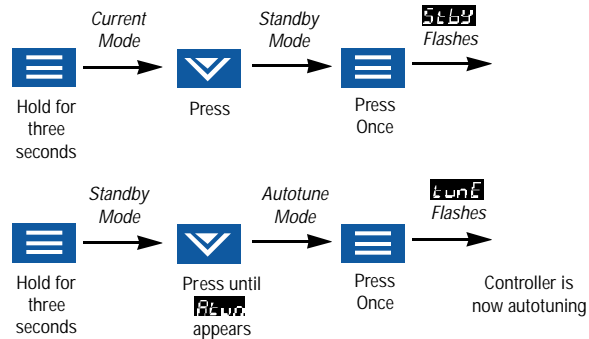 Current Mode
Standby Mode
Stby
Flashes
Hold for three seconds
Press
Press Once
Standby Mode
Autotune Mode
tunE
Flashes
Hold for three seconds
Press until
Atun
appears
Press Once
Controller is now autotuning